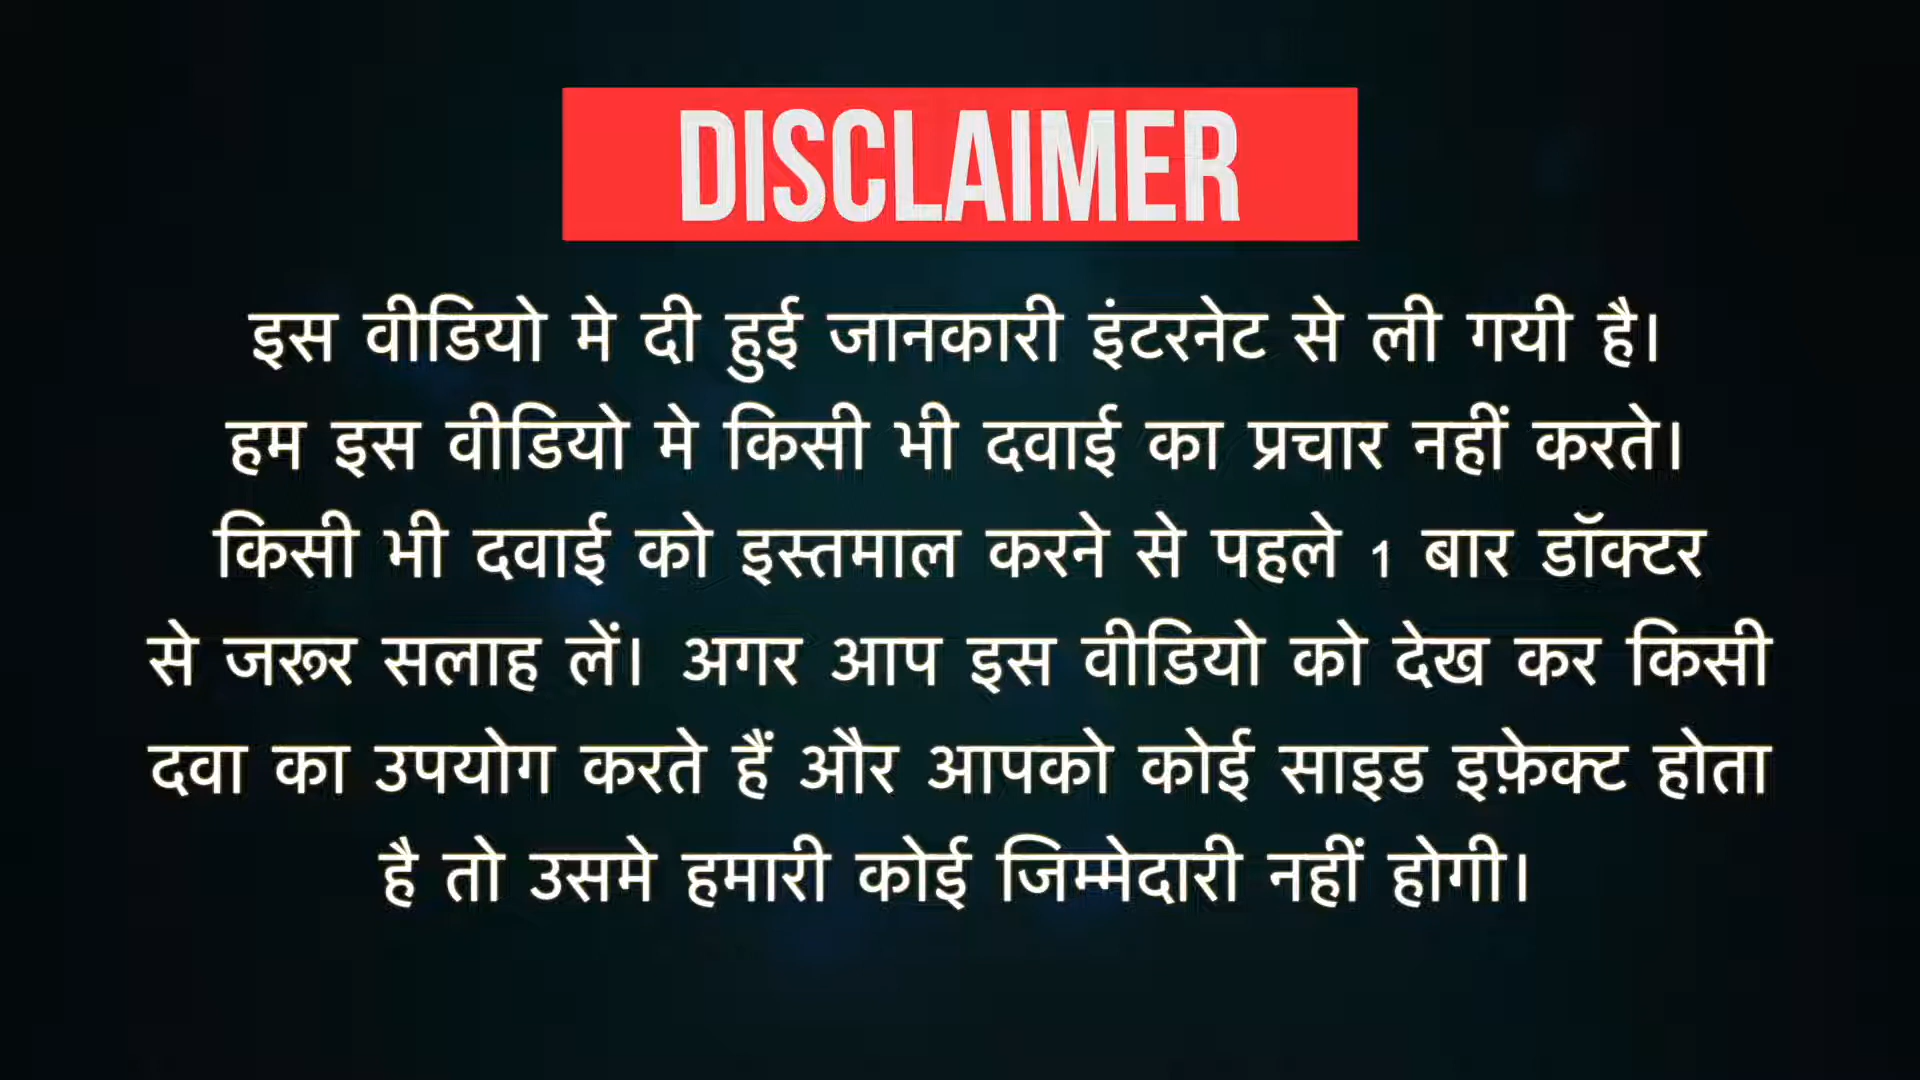 DISCLAIMER
इस वीडियो मे दी हुई जानकारी इंटरनेट से ली गयी है।
हम इस वीडियो मे किसी भी दवाई का प्रचार नहीं करते।
किसी भी दवाई को इस्तमाल करने से पहले 1 बार डॉक्टर
से जरूर सलाह लें। अगर आप इस वीडियो को देख कर किसी
दवा का उपयोग करते हैं और आपको कोई साइड इफ़ेक्ट होता
है तो उसमे हमारी कोई जिम्मेदारी नहीं होगी।